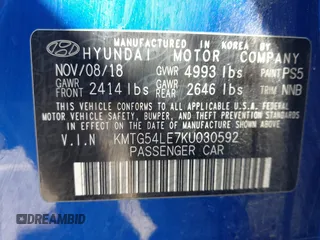 MANUFACTURED IN KOREA BY
HYUNDAI MOTOR COMPANY
NOV/08/18 GVWR 4993 lbs PAINT PS5
GAWR FRONT 2414 lbs GAWR REAR 2646 lbs TRIM NNB
THIS VEHICLE CONFORMS TO ALL APPLICABLE FEDERAL MOTOR VEHICLE
SAFETY, BUMPER, AND THEFT PREVENTION STANDARDS IN EFFECT
ON THE DATE OF MANUFACTURE SHOWN ABOVE.
V.I.N KMTG54LE7KU030592
PASSENGER CAR
DREAMBID